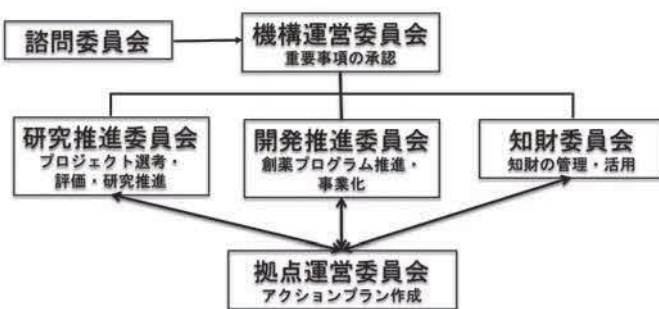 諮問委員会
機構運営委員会
重要事項の承認
研究推進委員会
プロジェクト選考・
評価・研究推進
開発推進委員会
創薬プログラム推進・
事業化
知財委員会
知財の管理・活用
拠点運営委員会
アクションプラン作成